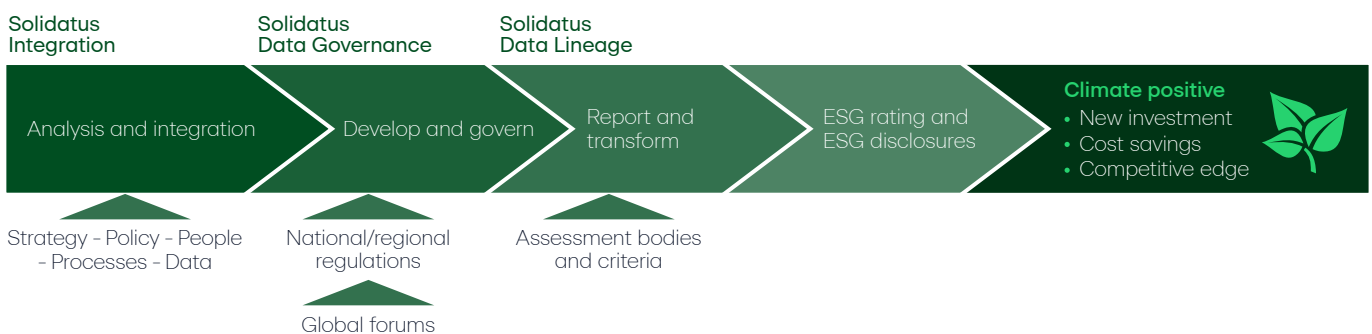 Solidatus
Integration
Solidatus
Data Governance
Solidatus
Data Lineage
Analysis and integration
Develop and govern
Report and
transform
ESG rating and
ESG disclosures
Climate positive
• New investment
• Cost savings
• Competitive edge
Strategy - Policy - People
- Processes - Data
National/regional
regulations
Global forums
Assessment bodies
and criteria